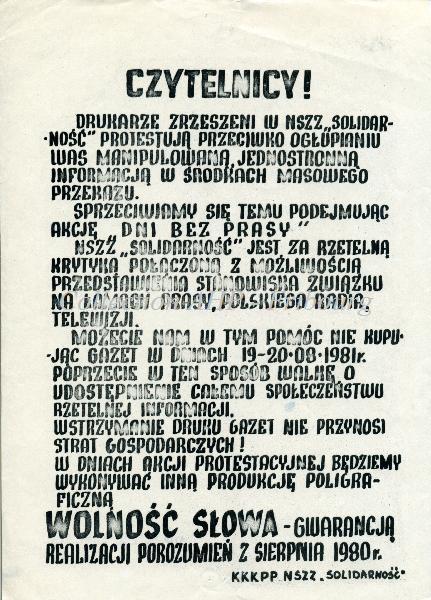 CZYTELNICY!
DRUKARZE ZRZESZENI W NSZZ „SOLIDAR-
NOŚĆ" PROTESTUJĄ PRZECIWKO OGŁUPIANIU
WAS MANIPULOWANĄ, JEDNOSTRONNĄ
INFORMACJĄ W ŚRODKACH MASOWEGO
PRZEKAZU.
SPRZECIWIAMY SIĘ TEMU PODEJMUJĄC
AKCJĘ „DNI BEZ PRASY"
NSZZ „SOLIDARNOŚĆ" JEST ZA RZETELNĄ
KRYTYKĄ POŁĄCZONĄ Z MOŻLIWOŚCIĄ
PRZEDSTAWIENIA STANOWISKA ZWIĄZKU
NA ŁAMACH PRASY, POLSKIEGO RADIA,
TELEWIZJI.
MOŻECIE NAM W TYM POMÓC NIE KUPU-
JĄC GAZET W DNIACH 19-20·08·1981r.
POPRZECIE W TEN SPOSÓB WALKĘ O
UDOSTĘPNIENIE CAŁEMU SPOŁECZEŃSTWU
RZETELNEJ INFORMACJI.
WSTRZYMANIE DRUKU GAZET NIE PRZYNOSI
STRAT GOSPODARCZYCH!
W DNIACH AKCJI PROTESTACYJNEJ BĘDZIEMY
WYKONYWAĆ INNĄ PRODUKCJĘ POLIGRA-
FICZNĄ
WOLNOŚĆ SŁOWA - GWARANCJĄ
REALIZACJI POROZUMIEŃ Z SIERPNIA 1980r.
KKKPP NSZZ „SOLIDARNOŚĆ"